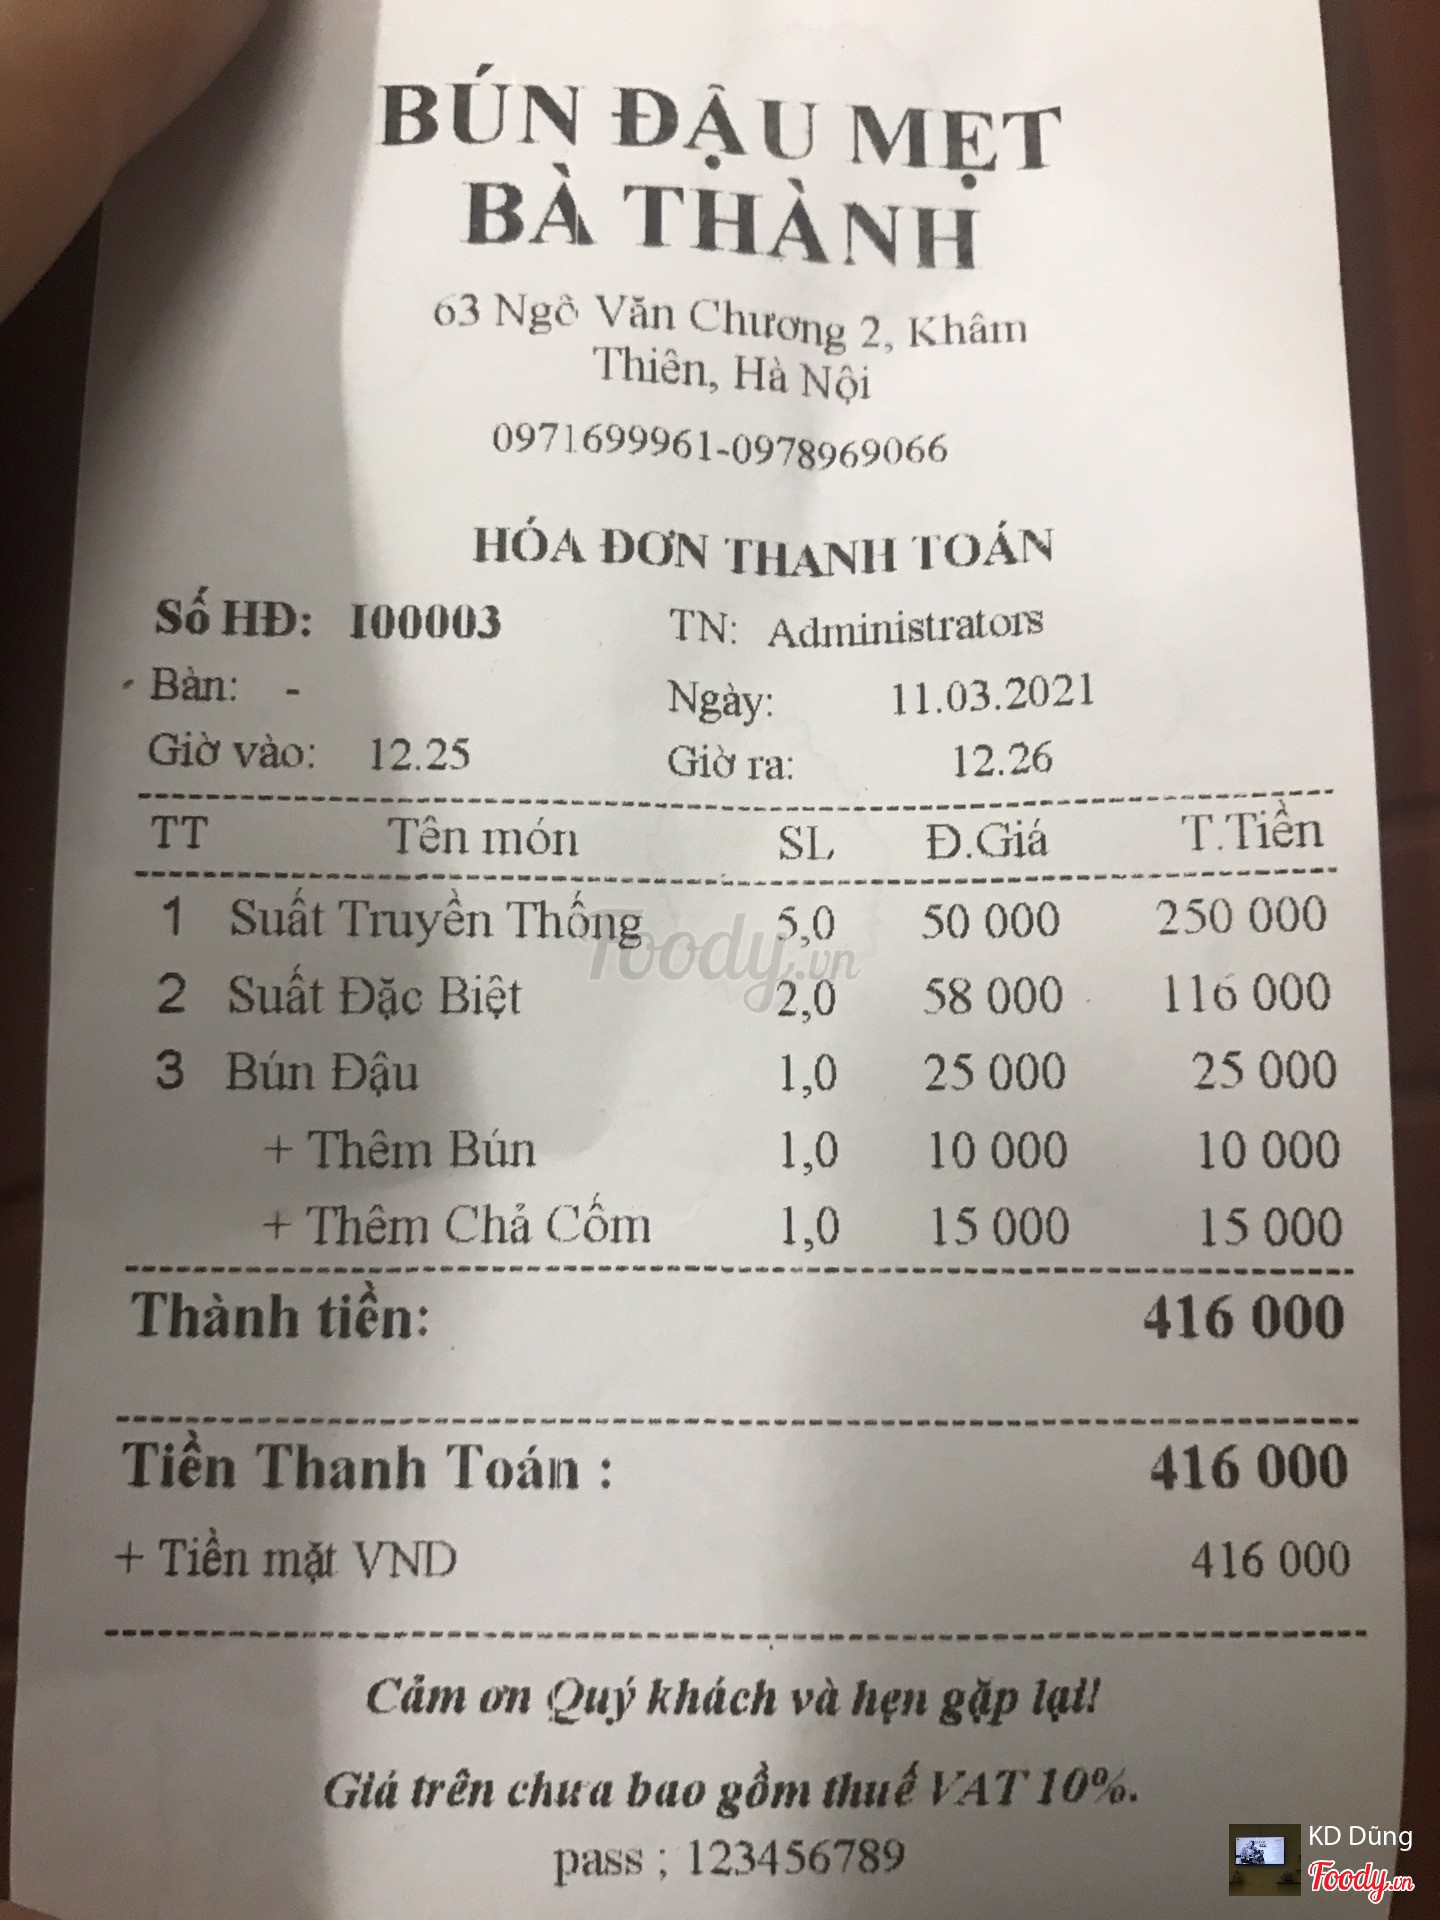 BÚN ĐẬU MẸT
BÀ THÀNH
63 Ngô Văn Chương 2, Khâm
Thiên, Hà Nội
0971699961-0978969066
HÓA ĐƠN THANH TOÁN
Số HĐ: I00003 TN: Administrators
Bàn: - Ngày: 11.03.2021
Giờ vào: 12.25 Giờ ra: 12.26
TT Tên món SL Đ.Giá T.Tiền
1 Suất Truyền Thống 5,0 50 000 250 000
2 Suất Đặc Biệt 2,0 58 000 116 000
3 Bún Đậu 1,0 25 000 25 000
+ Thêm Bún 1,0 10 000 10 000
+ Thêm Chả Cốm 1,0 15 000 15 000
Thành tiền: 416 000
Tiền Thanh Toán : 416 000
+ Tiền mặt VND 416 000
Cảm ơn Quý khách và hẹn gặp lại!
Giá trên chưa bao gồm thuế VAT 10%.
pass ; 123456789
Foody.vn
KD Dũng
Foody.vn